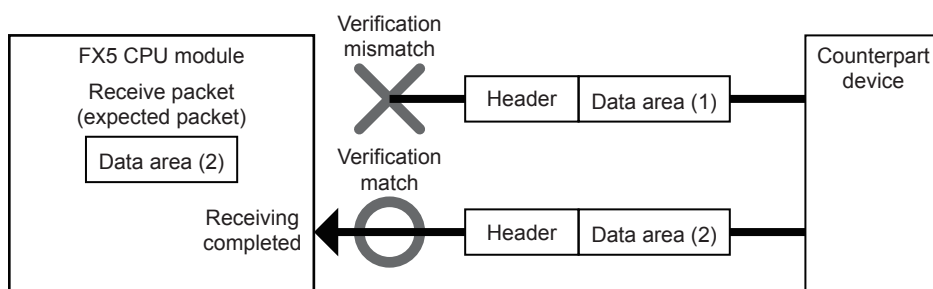 FX5 CPU module
Receive packet
(expected packet)
Data area (2)
Receiving
completed
Verification
mismatch
Header
Data area (1)
Verification
match
Header
Data area (2)
Counterpart
device